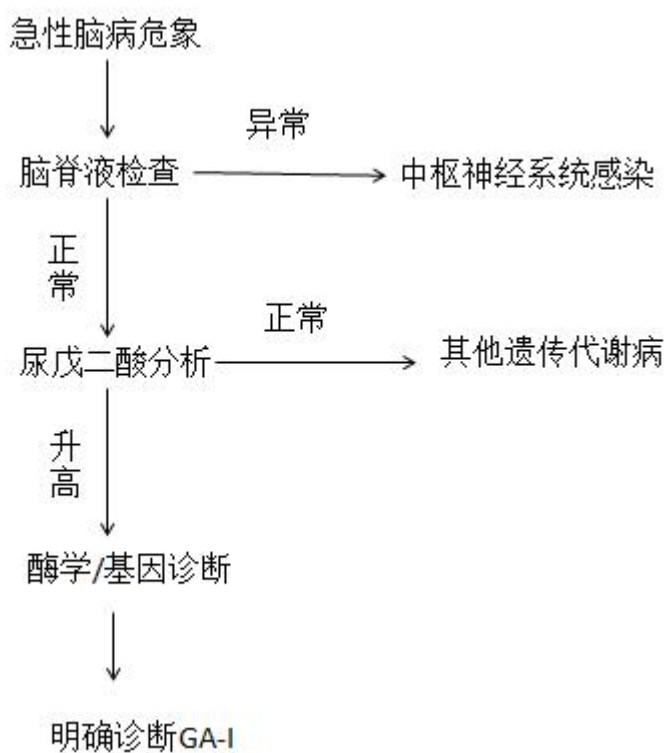 急性脑病危象
异常
脑脊液检查
中枢神经系统感染
正常
正常
尿戊二酸分析
其他遗传代谢病
升高
酶学/基因诊断
明确诊断GA-I